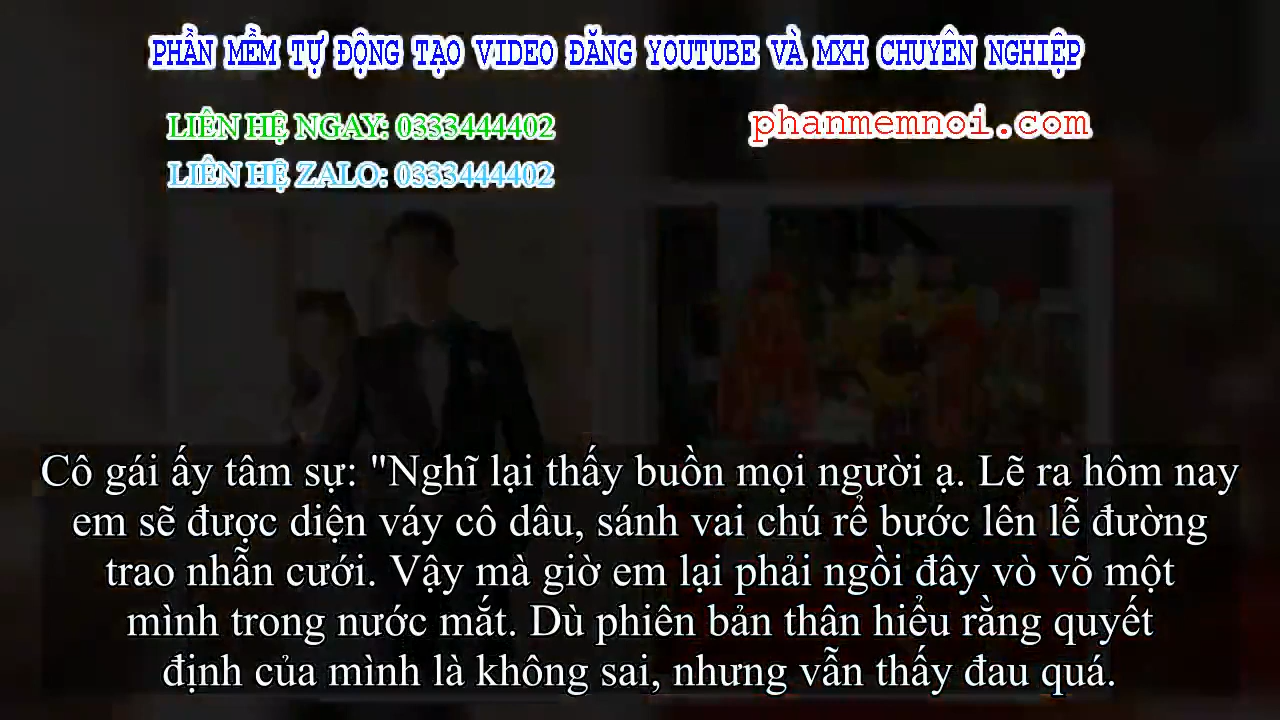 PHẦN MỀM TỰ ĐỘNG TẠO VIDEO ĐĂNG YOUTUBE VÀ MXH CHUYÊN NGHIỆP
LIÊN HỆ NGAY: 0333444402
phanmemnoi.com
LIÊN HỆ ZALO: 0333444402
Cô gái ấy tâm sự: "Nghĩ lại thấy buồn mọi người ạ. Lẽ ra hôm nay
em sẽ được diện váy cô dâu, sánh vai chú rể bước lên lễ đường
trao nhẫn cưới. Vậy mà giờ em lại phải ngồi đây vò võ một
mình trong nước mắt. Dù phiên bản thân hiểu rằng quyết
định của mình là không sai, nhưng vẫn thấy đau quá.